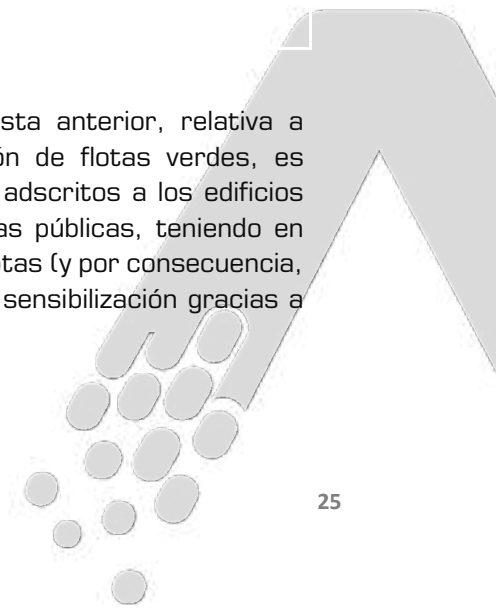 sta anterior, relativa a
ón de flotas verdes, es
adscritos a los edificios
as públicas, teniendo en
otas (y por consecuencia,
sensibilización gracias a
25